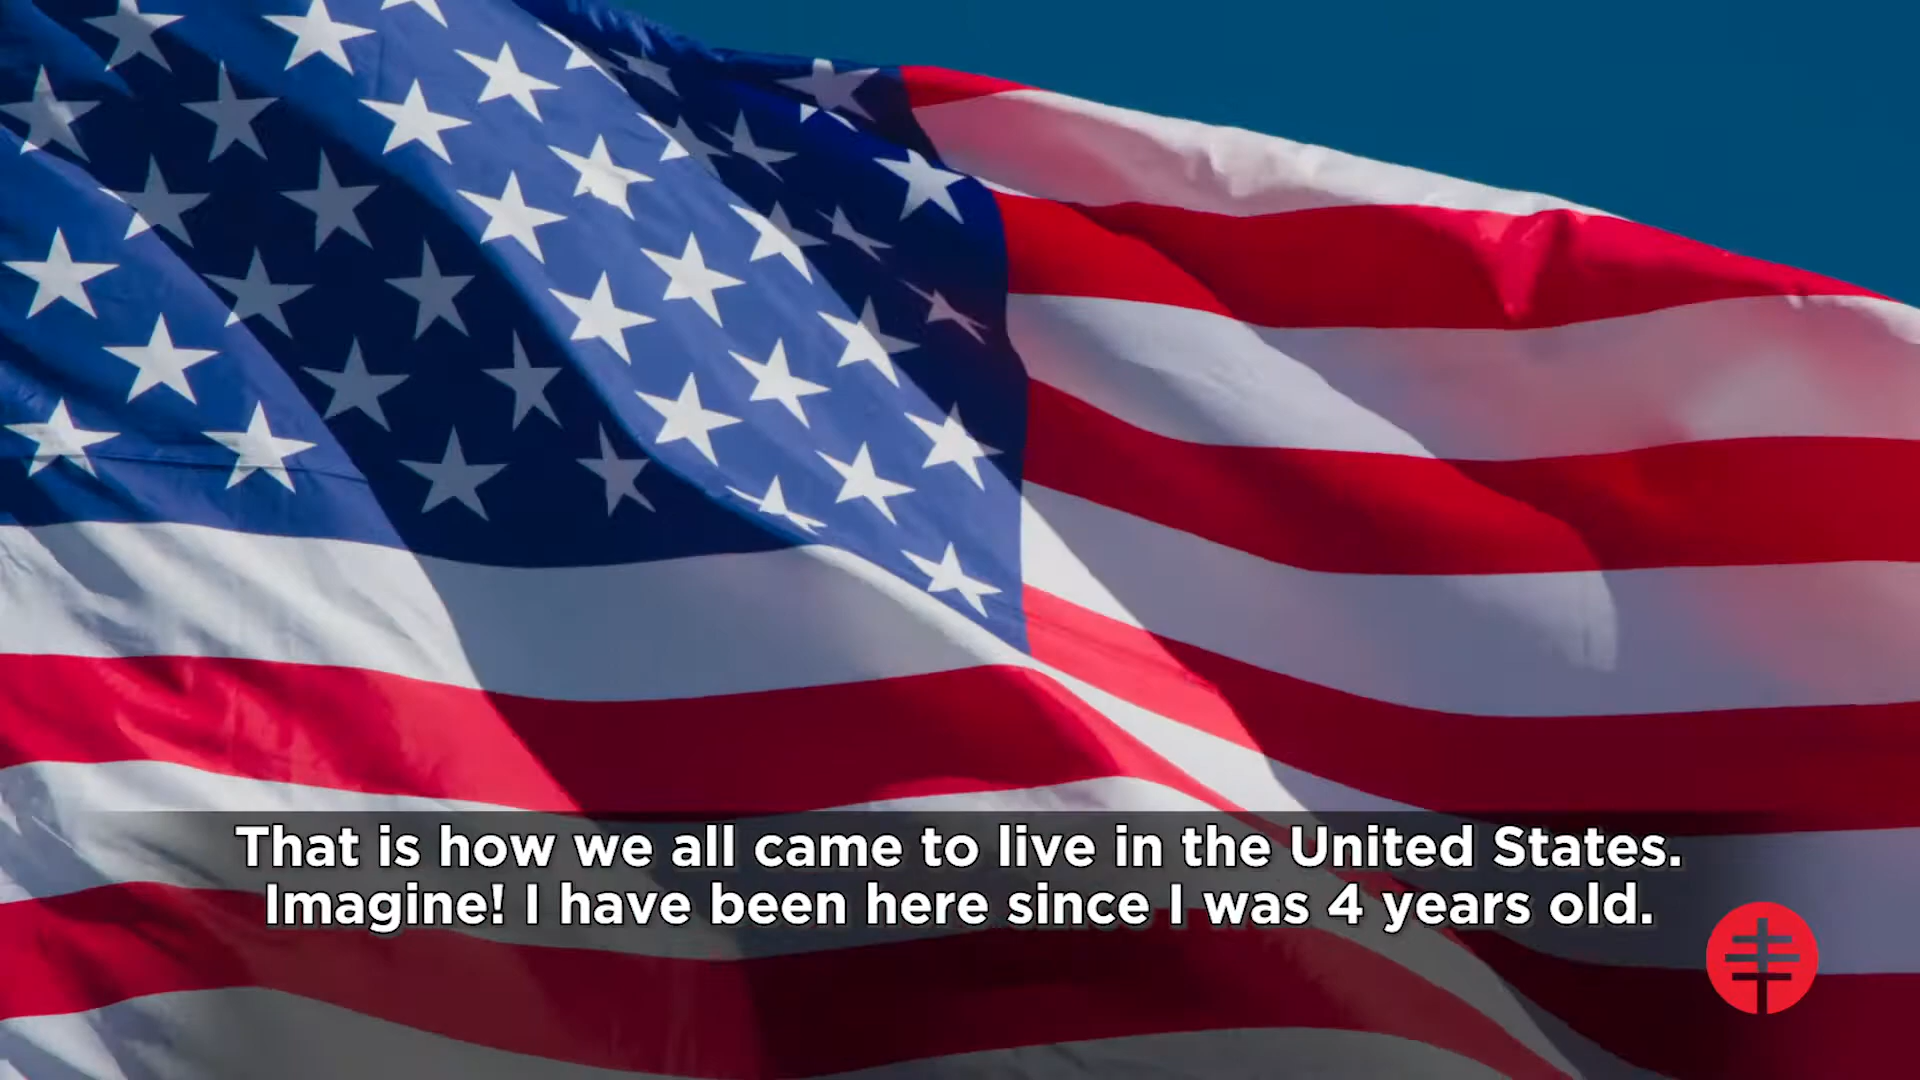 That is how we all came to live in the United States.
Imagine! I have been here since I was 4 years old.